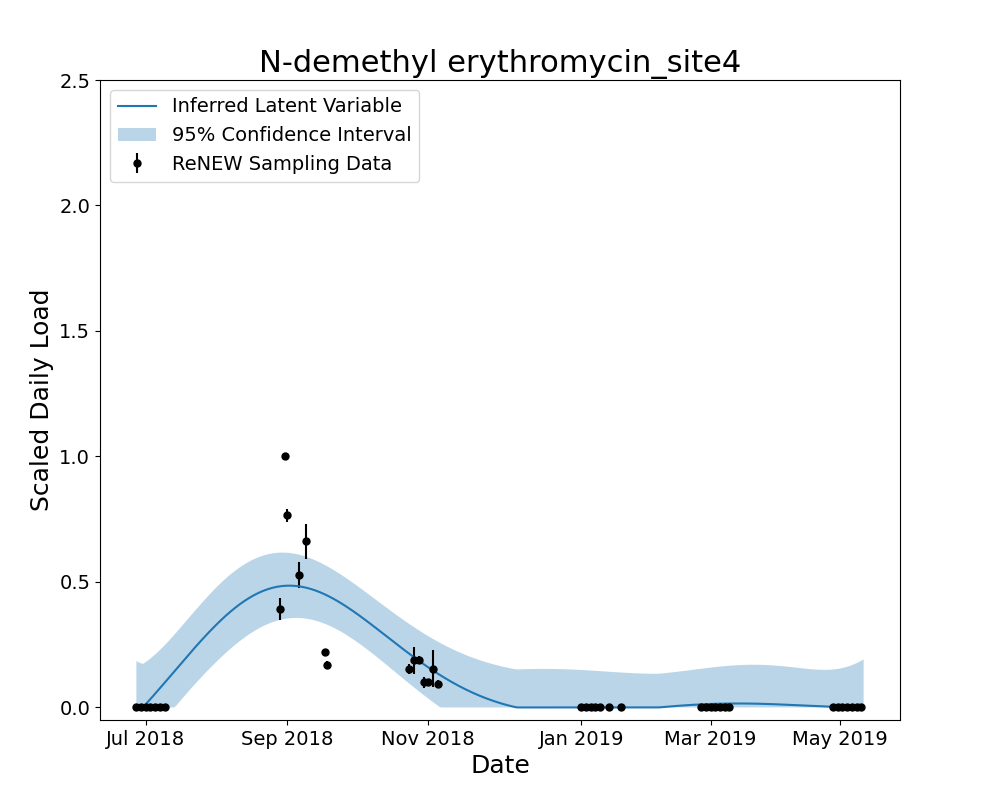 N-demethyl erythromycin_site4
2.5
Inferred Latent Variable
95% Confidence Interval
ReNEW Sampling Data
2.0
1.5
Scaled Daily Load
1.0
0.5
0.0
Jul 2018 Sep 2018 Nov 2018 Jan 2019 Mar 2019 May 2019
Date